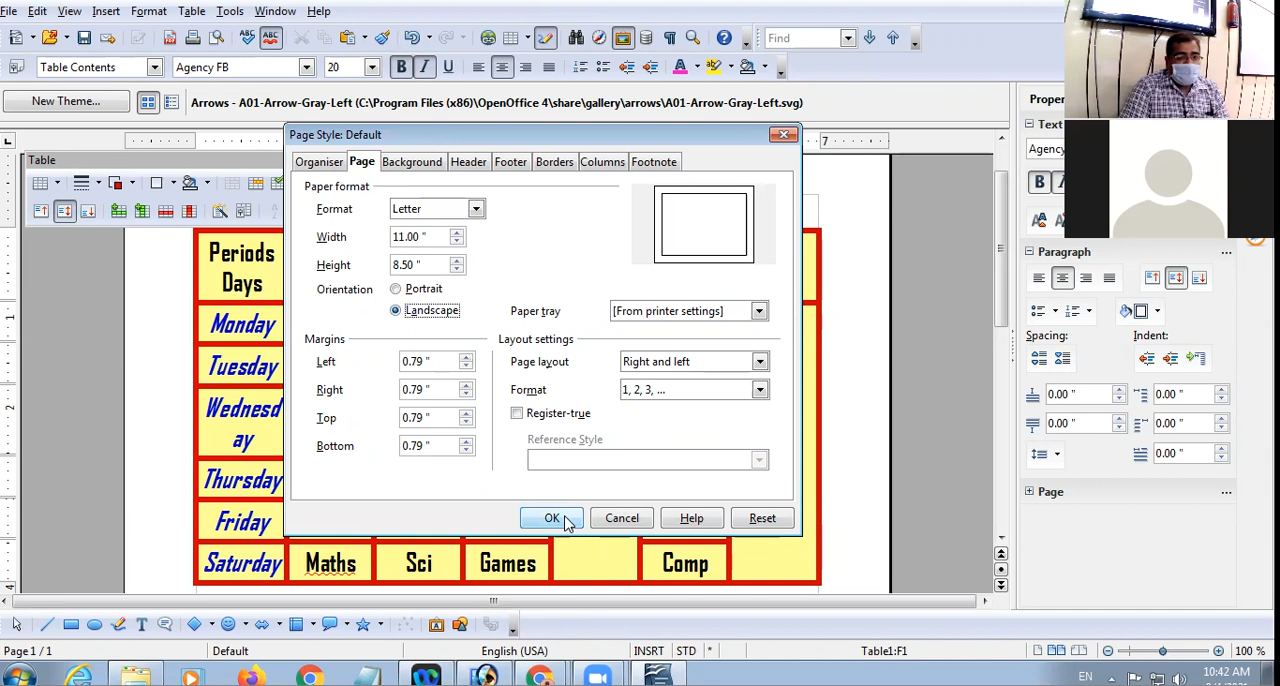 File Edit View Insert Format Table Tools Window Help
Find
Table Contents Agency FB 20 B I U A
New Theme... Arrows - A01-Arrow-Gray-Left (C:\Program Files (x86)\OpenOffice 4\share\gallery\arrows\A01-Arrow-Gray-Left.svg)
Page Style: Default
Table
Organiser Page Background Header Footer Borders Columns Footnote
Paper format
Format Letter
Width 11.00 "
Height 8.50 "
Orientation Portrait
Landscape
Paper tray [From printer settings]
Margins
Left 0.79 "
Right 0.79 "
Top 0.79 "
Bottom 0.79 "
Layout settings
Page layout Right and left
Format 1, 2, 3, ...
Register-true
Reference Style
OK Cancel Help Reset
Periods
Days
Monday
Tuesday
Wednesd
ay
Thursday
Friday
Saturday Maths Sci Games Comp
7
1
2
4
Text
Agency
B
Paragraph
Spacing: Indent:
0.00 " 0.00 "
0.00 " 0.00 "
0.00 "
Page
Page 1 / 1 Default English (USA) INSRT STD * Table1:F1 100 %
EN 10:42 AM